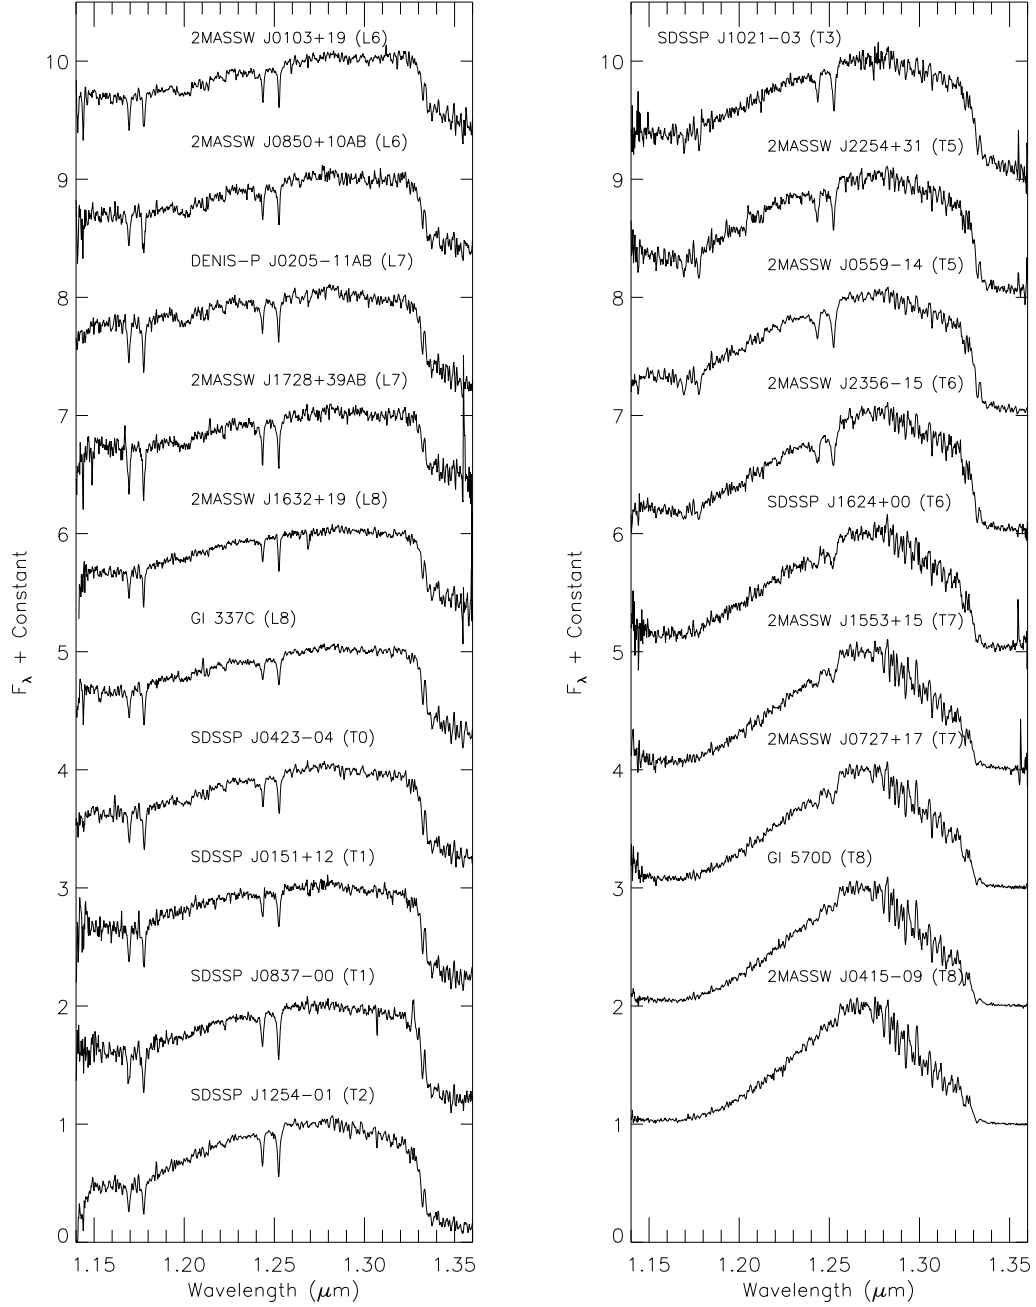 2MASSW J0103+19 (L6)
2MASSW J0850+10AB (L6)
DENIS-P J0205-11AB (L7)
2MASSW J1728+39AB (L7)
2MASSW J1632+19 (L8)
Gl 337C (L8)
SDSSP J0423-04 (T0)
SDSSP J0151+12 (T1)
SDSSP J0837-00 (T1)
SDSSP J1254-01 (T2)
10
9
8
7
6
5
4
3
2
1
0
1.15 1.20 1.25 1.30 1.35
Wavelength (μm)
Fλ + Constant
SDSSP J1021-03 (T3)
2MASSW J2254+31 (T5)
2MASSW J0559-14 (T5)
2MASSW J2356-15 (T6)
SDSSP J1624+00 (T6)
2MASSW J1553+15 (T7)
2MASSW J0727+17 (T7)
Gl 570D (T8)
2MASSW J0415-09 (T8)
10
9
8
7
6
5
4
3
2
1
0
1.15 1.20 1.25 1.30 1.35
Wavelength (μm)
Fλ + Constant